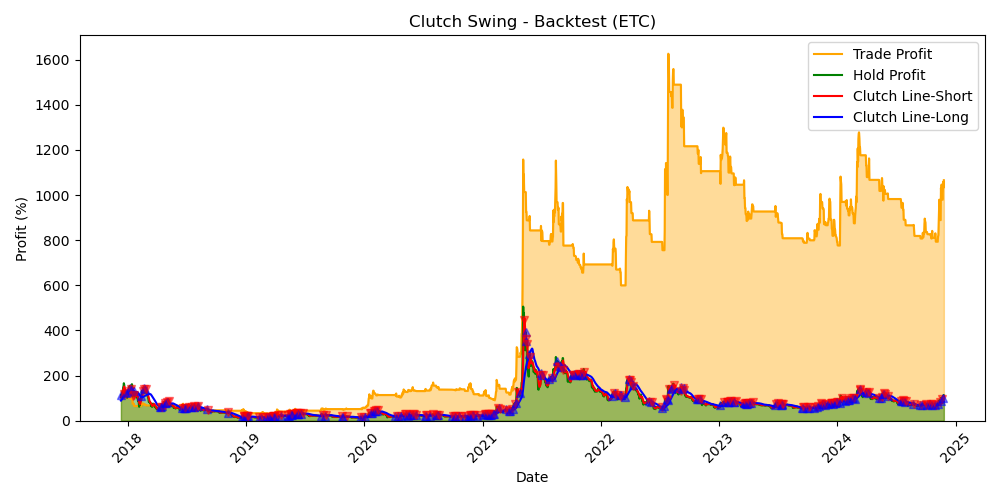 Clutch Swing - Backtest (ETC)
Trade Profit
Hold Profit
Clutch Line-Short
Clutch Line-Long
Profit (%)
1600
1400
1200
1000
800
600
400
200
0
2018
2019
2020
2021
2022
2023
2024
2025
Date